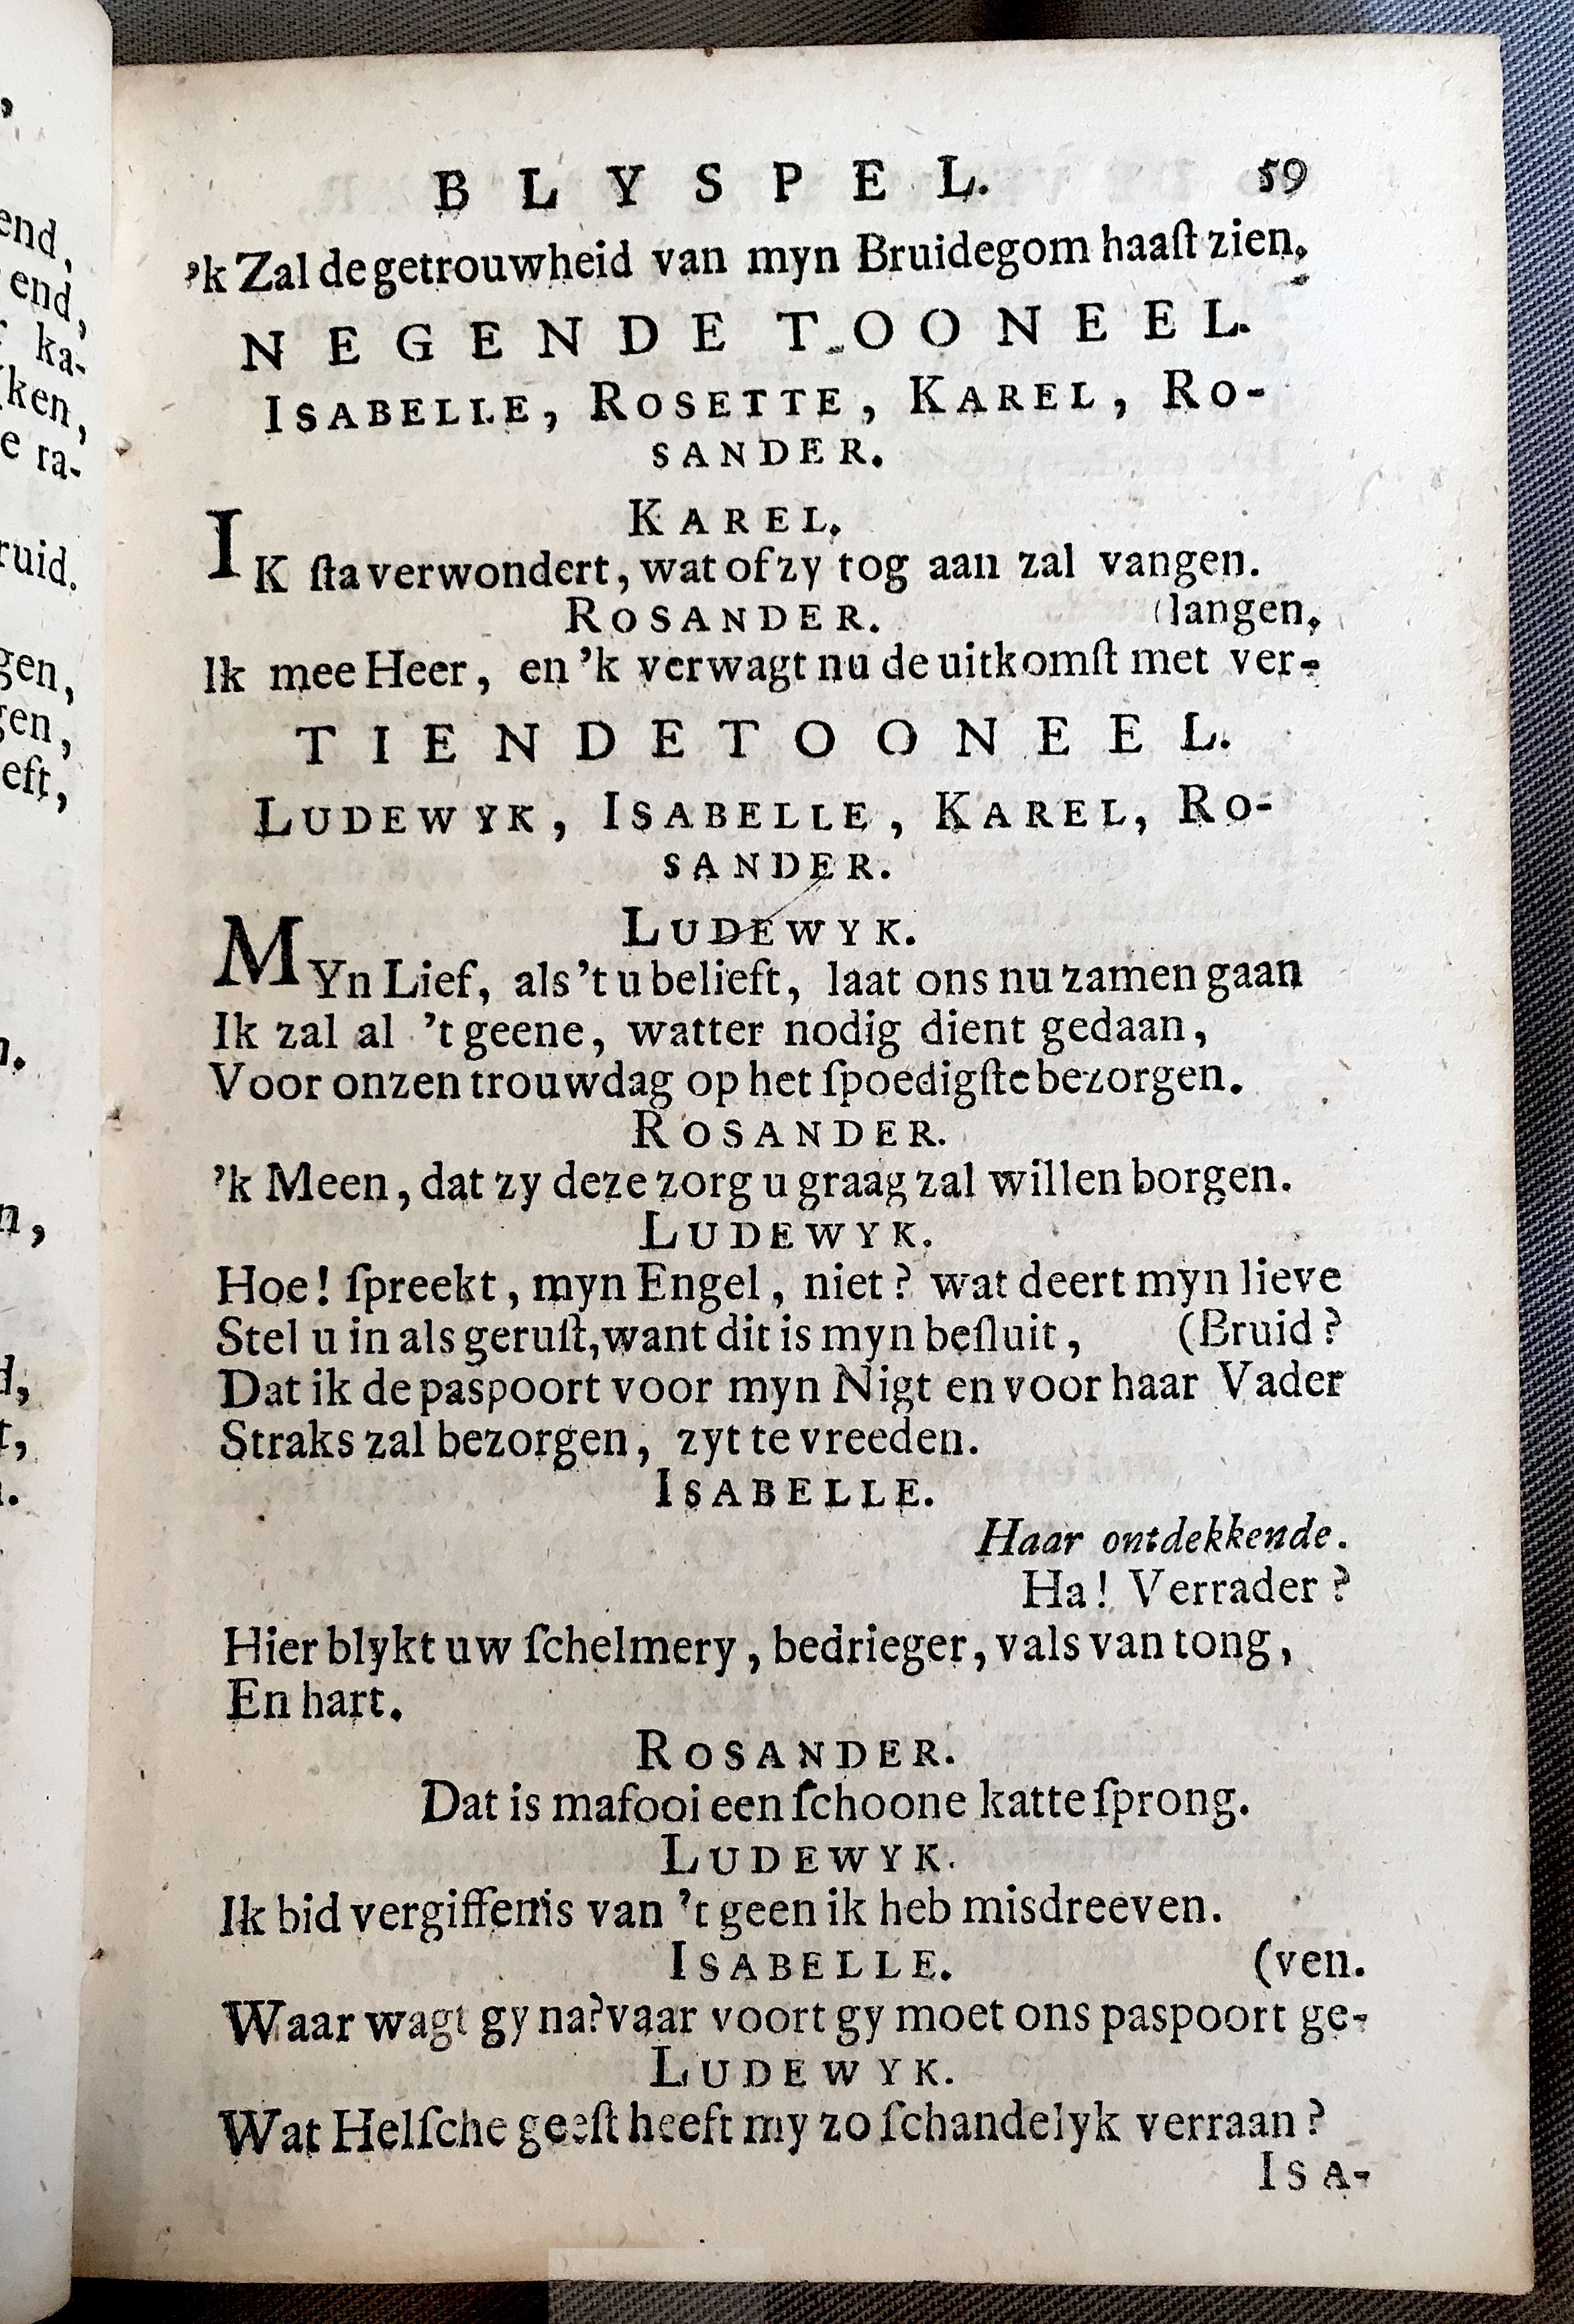 BLYSPEL. 59
’k Zal de getrouwheid van myn Bruidegom haaſt zien.
NEGENDE TOONEEL.
ISABELLE, ROSETTE, KAREL, RO-
SANDER.
KAREL.
IK ſta verwondert, wat of zy tog aan zal vangen.
ROSANDER. (langen,
Ik mee Heer, en ’k verwagt nu de uitkomſt met ver-
TIENDE TOONEEL.
LUDEWYK, ISABELLE, KAREL, RO-
SANDER.
LUDEWYK.
MYn Lief, als ’t u belieft, laat ons nu zamen gaan
Ik zal al ’t geene, watter nodig dient gedaan,
Voor onzen trouwdag op het ſpoedigſte bezorgen.
ROSANDER.
’k Meen, dat zy deze zorg u graag zal willen borgen.
LUDEWYK.
Hoe! ſpreekt, myn Engel, niet? wat deert myn lieve
Stel u in als geruſt, want dit is myn beſluit, (Bruid?
Dat ik de paspoort voor myn Nigt en voor haar Vader
Straks zal bezorgen, zyt te vreeden.
ISABELLE.
Haar ontdekkende.
Ha! Verrader?
Hier blykt uw ſchelmery, bedrieger, vals van tong,
En hart.
ROSANDER.
Dat is mafooi een ſchoone katte ſprong.
LUDEWYK.
Ik bid vergiffenis van ’t geen ik heb misdreeven.
ISABELLE. (ven.
Waar wagt gy na? vaar voort gy moet ons paspoort ge-
LUDEWYK.
Wat Helſche geeſt heeft my zo ſchandelyk verraan?
ISA-
end,
end,
ka-
ken,
e ra-
ruid.
gen,
gen,
eft,
n.
n,
d,
t,